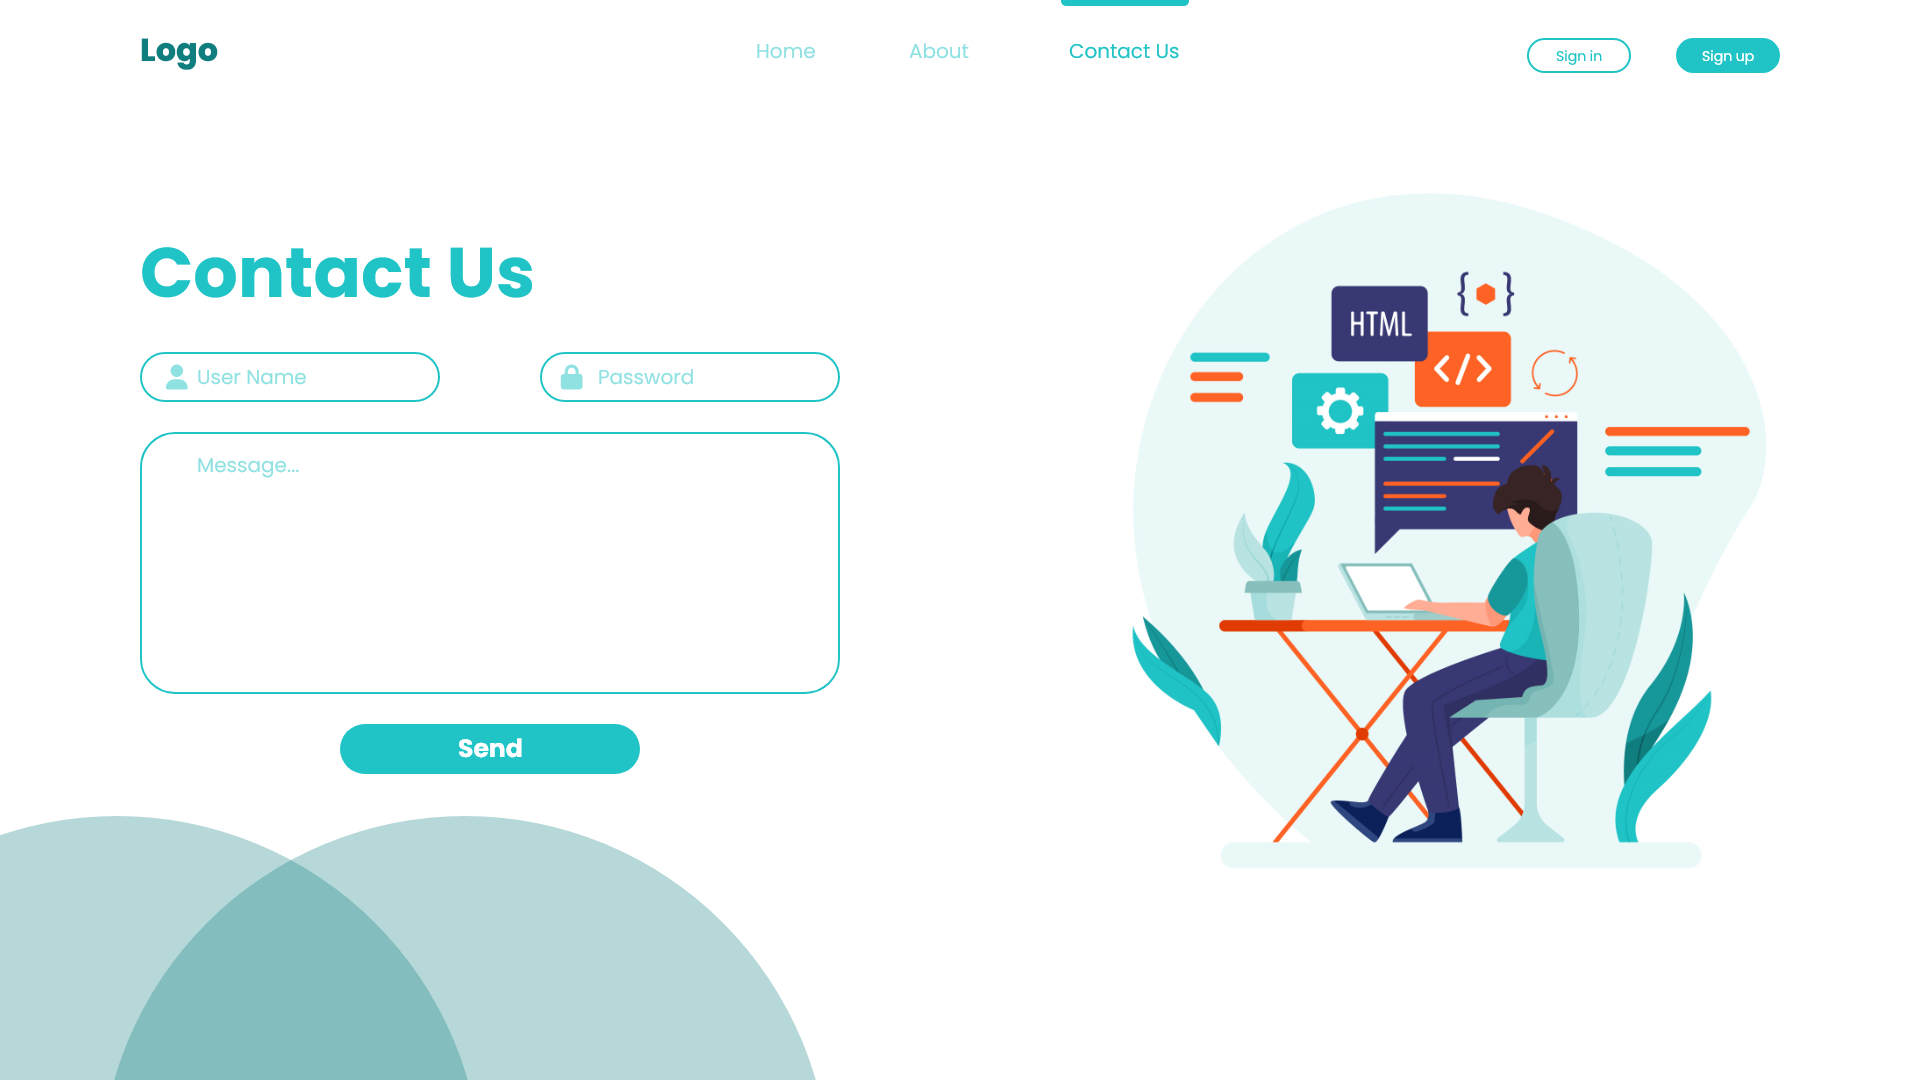 Logo
Home
About
Contact Us
Sign in
Sign up
Contact Us
User Name
Password
Message...
Send
HTML
{ }
</>